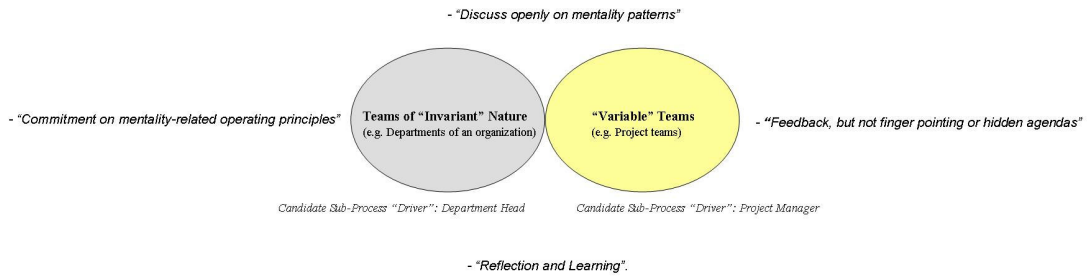 - “Discuss openly on mentality patterns”
- “Commitment on mentality-related operating principles”
Teams of “Invariant” Nature
(e.g. Departments of an organization)
“Variable” Teams
(e.g. Project teams)
- “Feedback, but not finger pointing or hidden agendas”
Candidate Sub-Process “Driver”: Department Head
Candidate Sub-Process “Driver”: Project Manager
- “Reflection and Learning”.